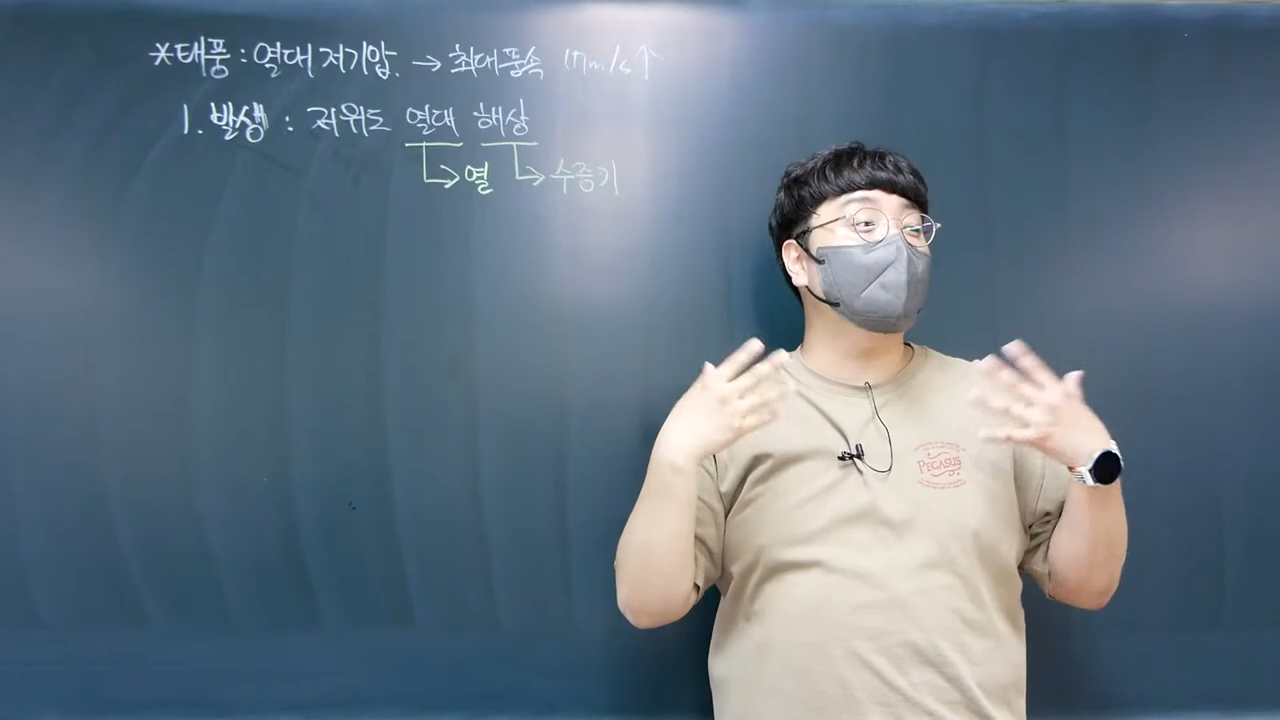 *태풍 : 열대 저기압. → 최대풍속 17m/s↑
1. 발생 : 저위도 열대 해상
→열 →수증기
PEGASUS